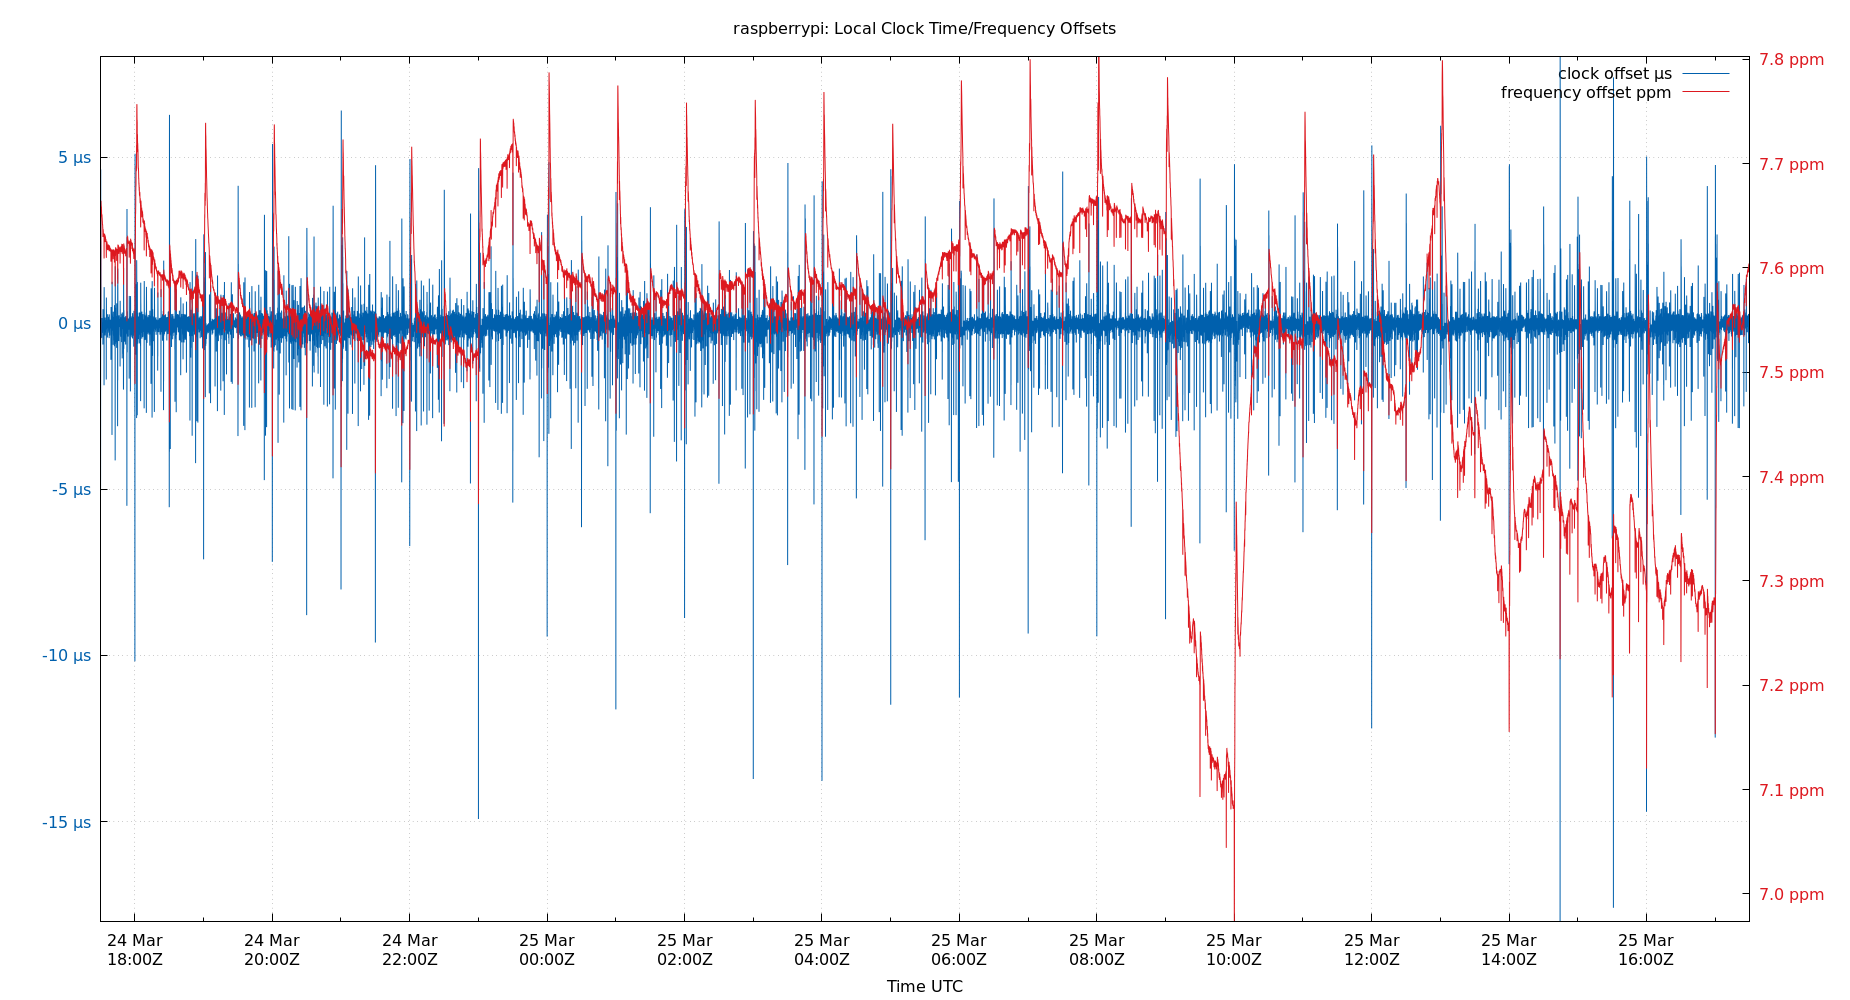 raspberrypi: Local Clock Time/Frequency Offsets
clock offset µs
frequency offset ppm
5 µs
0 µs
-5 µs
-10 µs
-15 µs
7.8 ppm
7.7 ppm
7.6 ppm
7.5 ppm
7.4 ppm
7.3 ppm
7.2 ppm
7.1 ppm
7.0 ppm
24 Mar
18:00Z
24 Mar
20:00Z
24 Mar
22:00Z
25 Mar
00:00Z
25 Mar
02:00Z
25 Mar
04:00Z
25 Mar
06:00Z
25 Mar
08:00Z
25 Mar
10:00Z
25 Mar
12:00Z
25 Mar
14:00Z
25 Mar
16:00Z
Time UTC